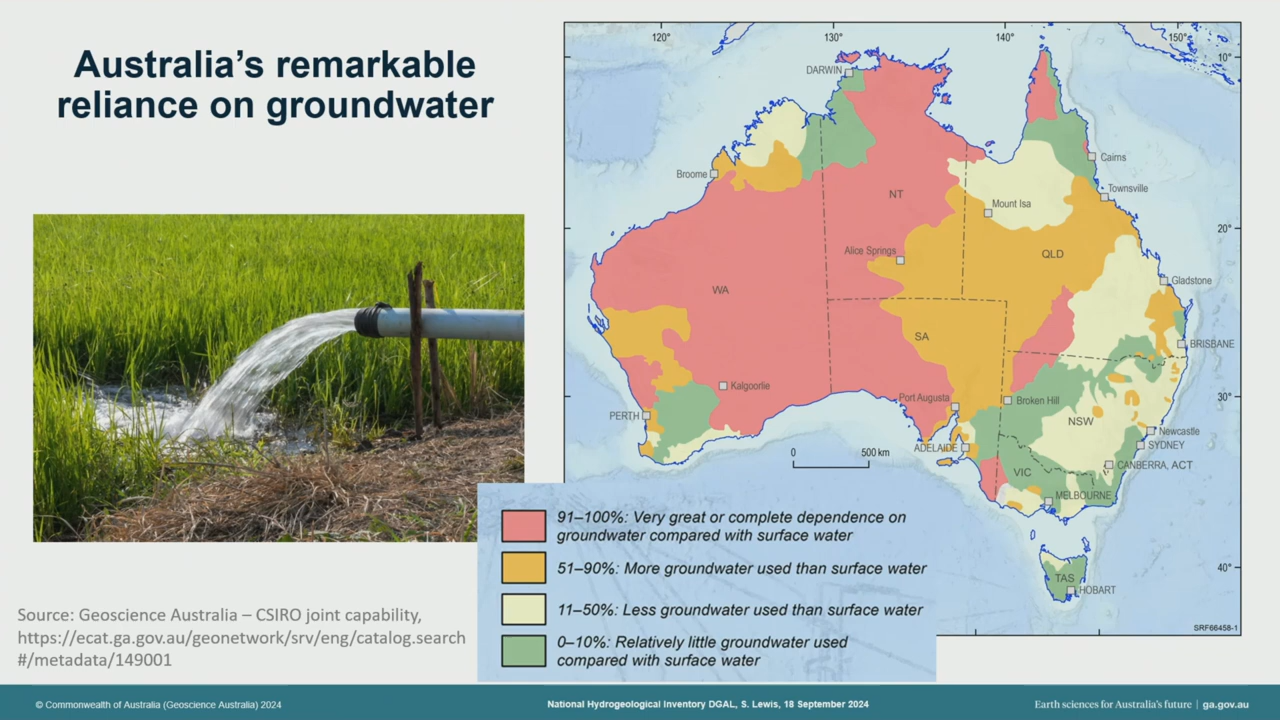 Australia’s remarkable
reliance on groundwater
120°
130°
140°
150°
10°
20°
30°
40°
DARWIN
Broome
NT
Cairns
Townsville
Mount Isa
Alice Springs
QLD
WA
Gladstone
SA
BRISBANE
Kalgoorlie
Port Augusta
Broken Hill
PERTH
NSW
Newcastle
ADELAIDE
SYDNEY
0
500 km
VIC
CANBERRA, ACT
MELBOURNE
TAS
HOBART
SRF66458-1
91–100%: Very great or complete dependence on
groundwater compared with surface water
51–90%: More groundwater used than surface water
11–50%: Less groundwater used than surface water
0–10%: Relatively little groundwater used
compared with surface water
Source: Geoscience Australia – CSIRO joint capability,
https://ecat.ga.gov.au/geonetwork/srv/eng/catalog.search
#/metadata/149001
© Commonwealth of Australia (Geoscience Australia) 2024
National Hydrogeological Inventory DGAL, S. Lewis, 18 September 2024
Earth sciences for Australia’s future | ga.gov.au